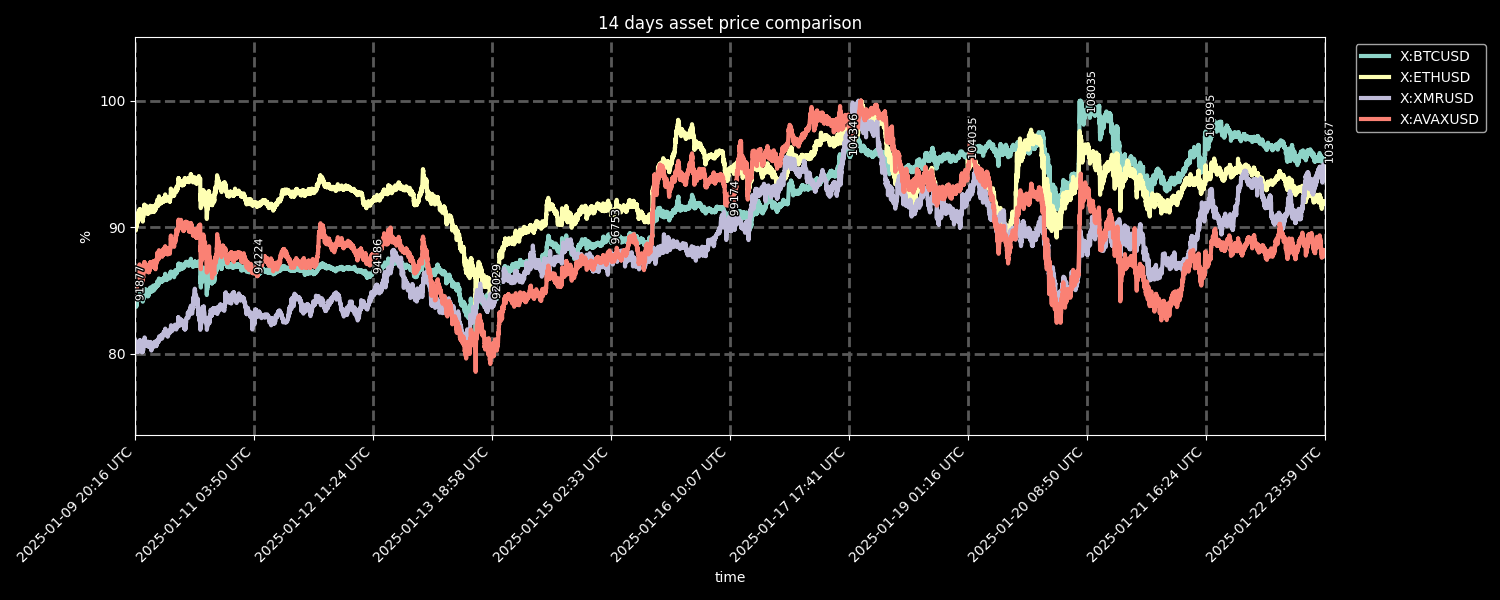 14 days asset price comparison
X:BTCUSD
X:ETHUSD
X:XMRUSD
X:AVAXUSD
100
90
80
%
91877
94224
94186
92029
96753
99174
104346
104035
108035
105995
103667
2025-01-09 20:16 UTC
2025-01-11 03:50 UTC
2025-01-12 11:24 UTC
2025-01-13 18:58 UTC
2025-01-15 02:33 UTC
2025-01-16 10:07 UTC
2025-01-17 17:41 UTC
2025-01-19 01:16 UTC
2025-01-20 08:50 UTC
2025-01-21 16:24 UTC
2025-01-22 23:59 UTC
time